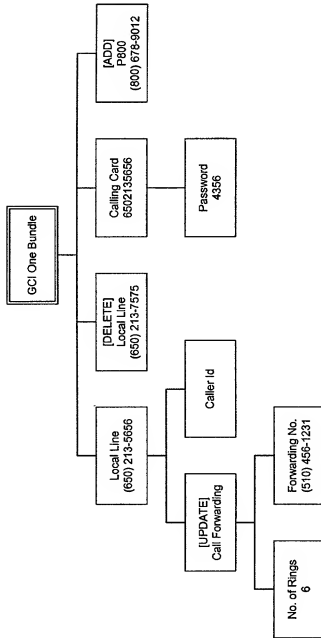 GCI One Bundle
Local Line
(650) 213-5656
[DELETE]
Local Line
(650) 213-7575
Calling Card
6502135656
[ADD]
P800
(800) 678-9012
[UPDATE]
Call Forwarding
Caller Id
Password
4356
No. of Rings
6
Forwarding No.
(510) 456-1231